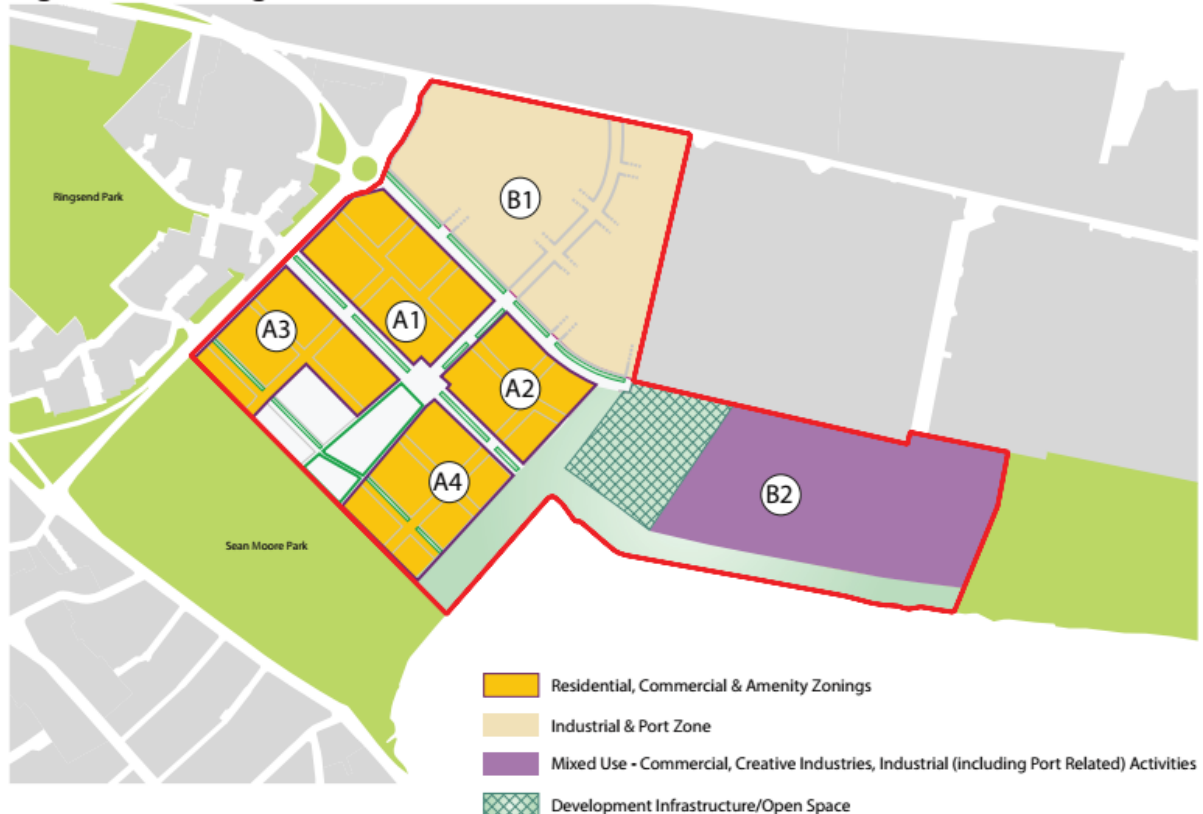 B1
Ringsend Park
A1
A3
A2
A4
B2
Sean Moore Park
Residential, Commercial & Amenity Zonings
Industrial & Port Zone
Mixed Use - Commercial, Creative Industries, Industrial (including Port Related) Activities
Development Infrastructure/Open Space